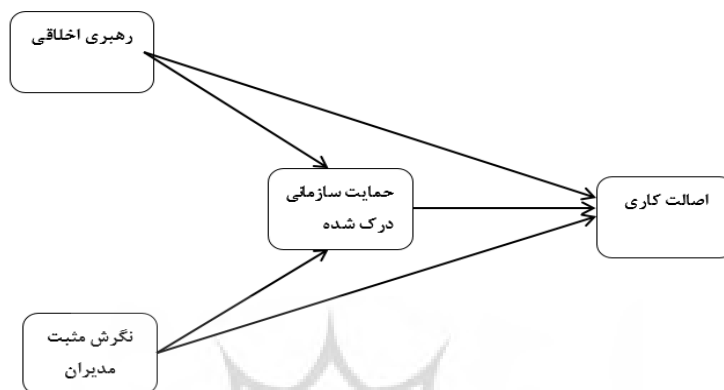 رهبری اخلاقی
حمایت سازمانی
درک شده
اصالت کاری
نگرش مثبت
مدیران